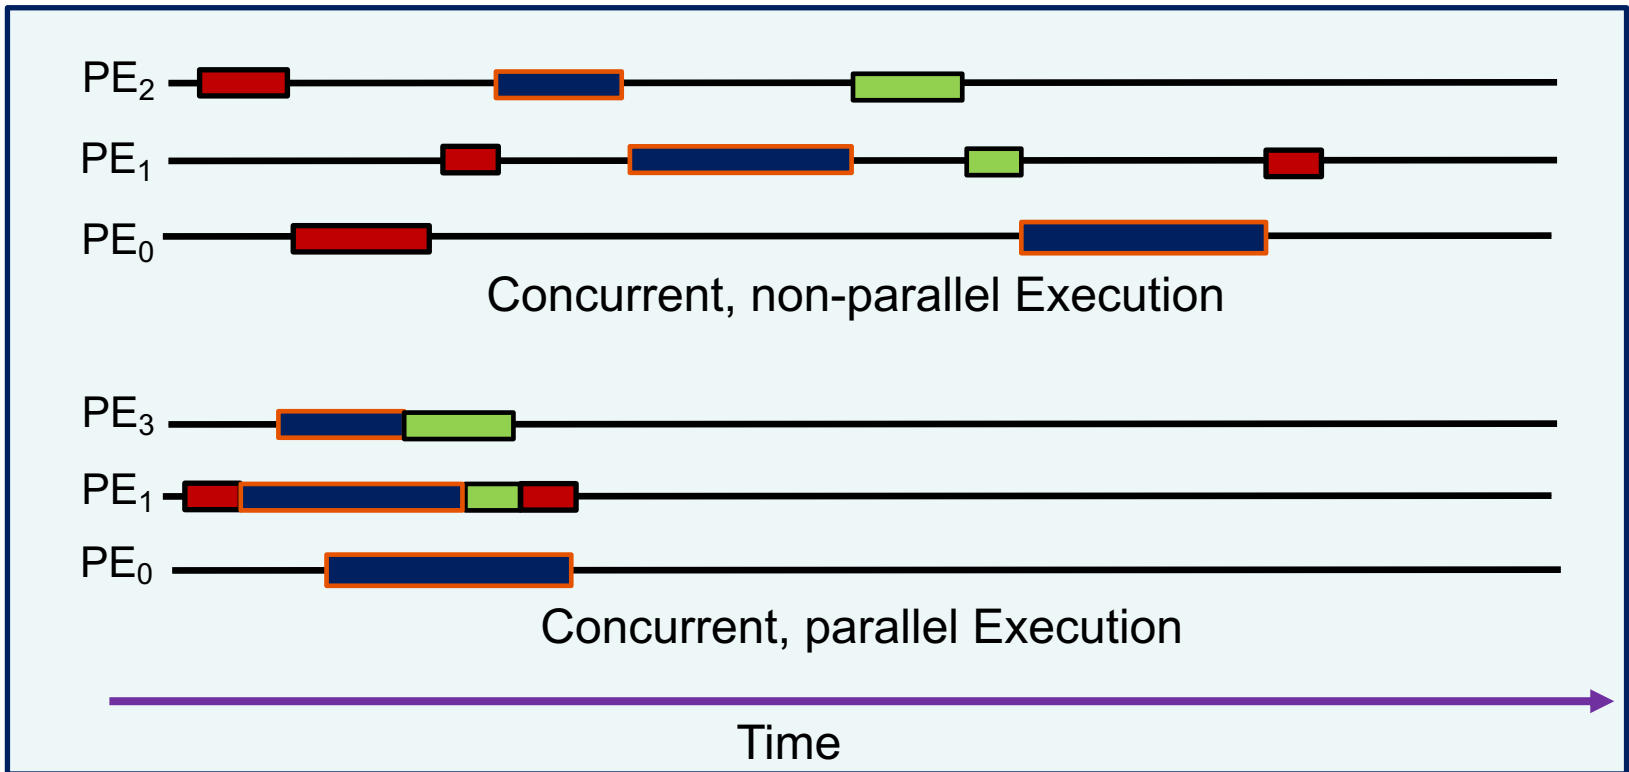 PE₂
PE₁
PE₀
Concurrent, non-parallel Execution
PE₃
PE₁
PE₀
Concurrent, parallel Execution
Time